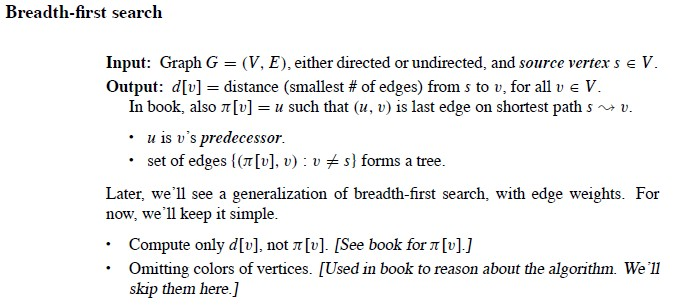 Breadth-first search
Input: Graph G = (V, E), either directed or undirected, and source vertex s ∈ V.
Output: d[v] = distance (smallest # of edges) from s to v, for all v ∈ V.
In book, also π[v] = u such that (u, v) is last edge on shortest path s ⤳ v.
• u is v's predecessor.
• set of edges {(π[v], v) : v ≠ s} forms a tree.
Later, we'll see a generalization of breadth-first search, with edge weights. For
now, we'll keep it simple.
• Compute only d[v], not π[v]. [See book for π[v].]
• Omitting colors of vertices. [Used in book to reason about the algorithm. We'll
skip them here.]